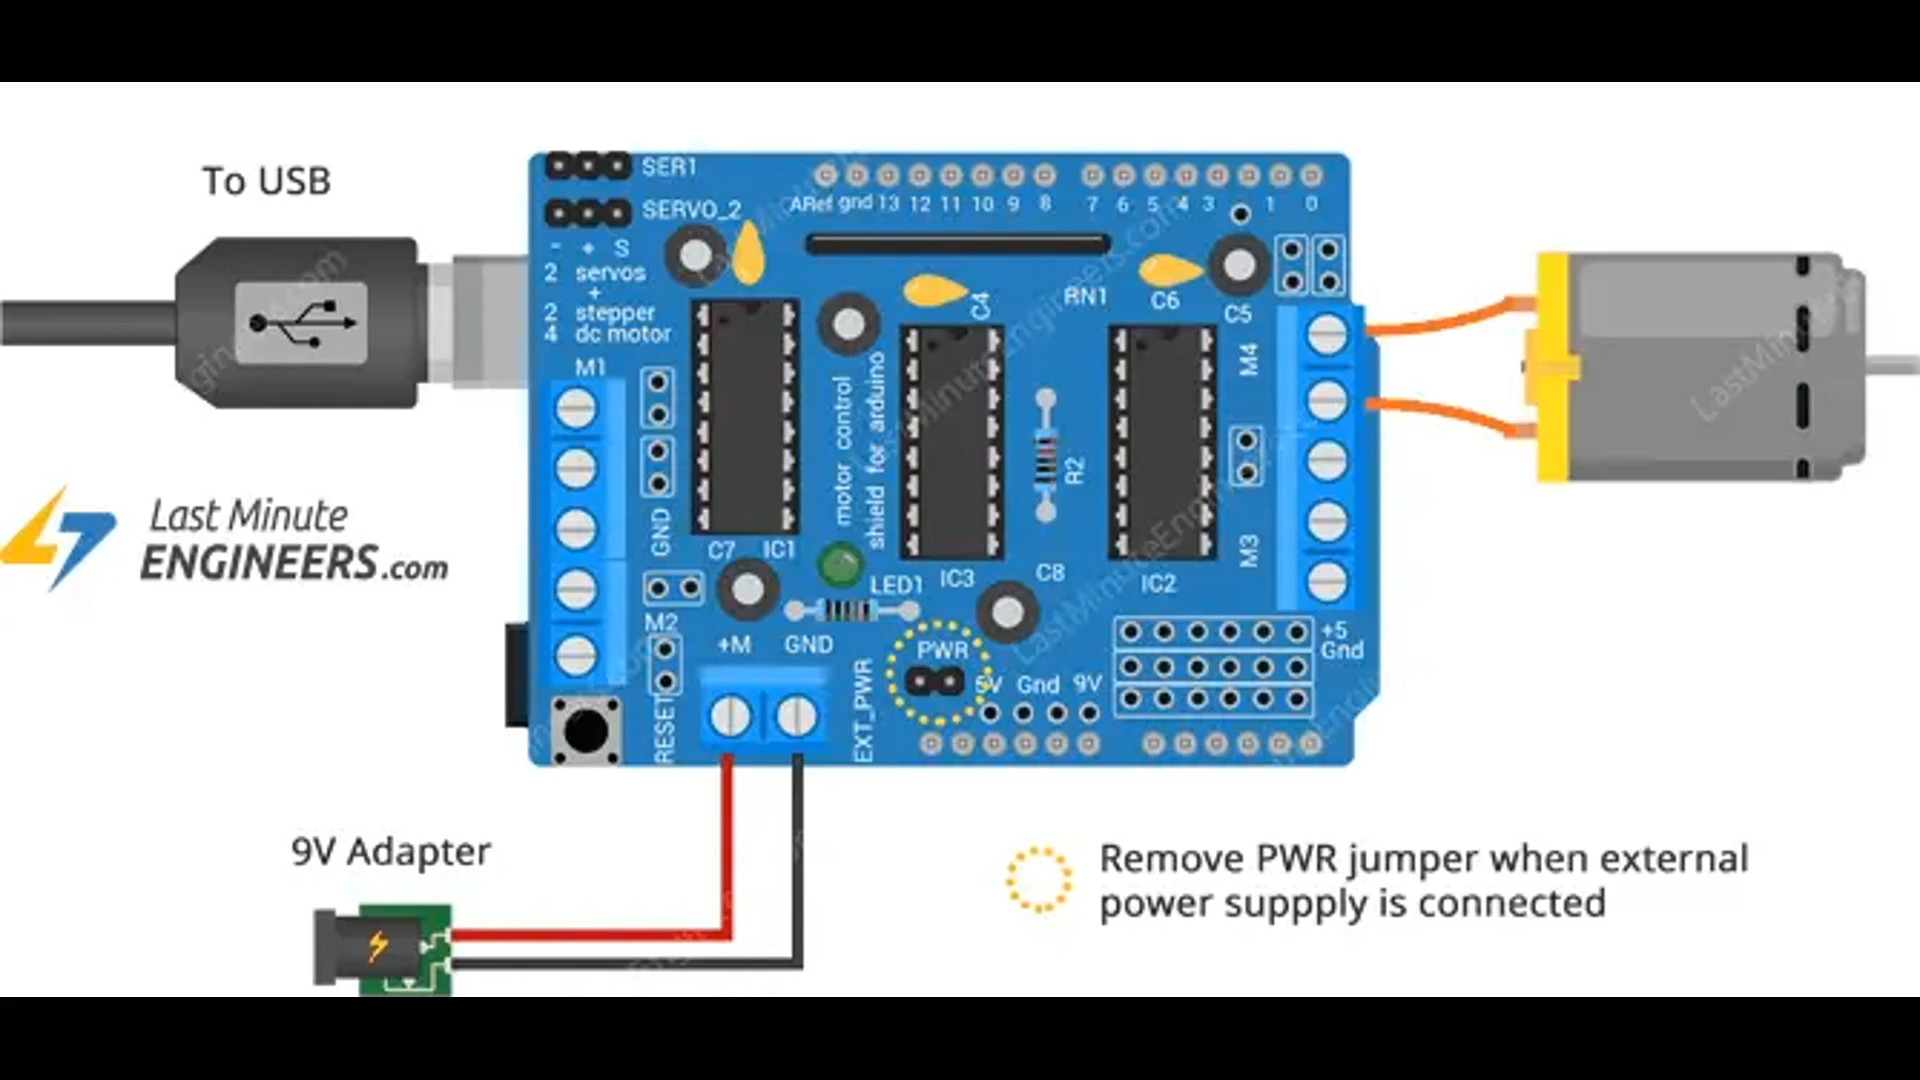 To USB
SER1
SERVO_2
- + S
2 servos
+
2 stepper
4 dc motor
M1
ARef gnd 13 12 11 10 9 8 7 6 5 4 3 1 0
C4
RN1
C6
C5
M4
motor control
shield for arduino
R2
GND
C7 IC1
IC3
C8
IC2
M3
LED1
M2
+M GND
PWR
+5
Gnd
5V Gnd 9V
EXT_PWR
RESET
Last Minute
ENGINEERS.com
9V Adapter
Remove PWR jumper when external
power suppply is connected
LastMinuteEngineers.com